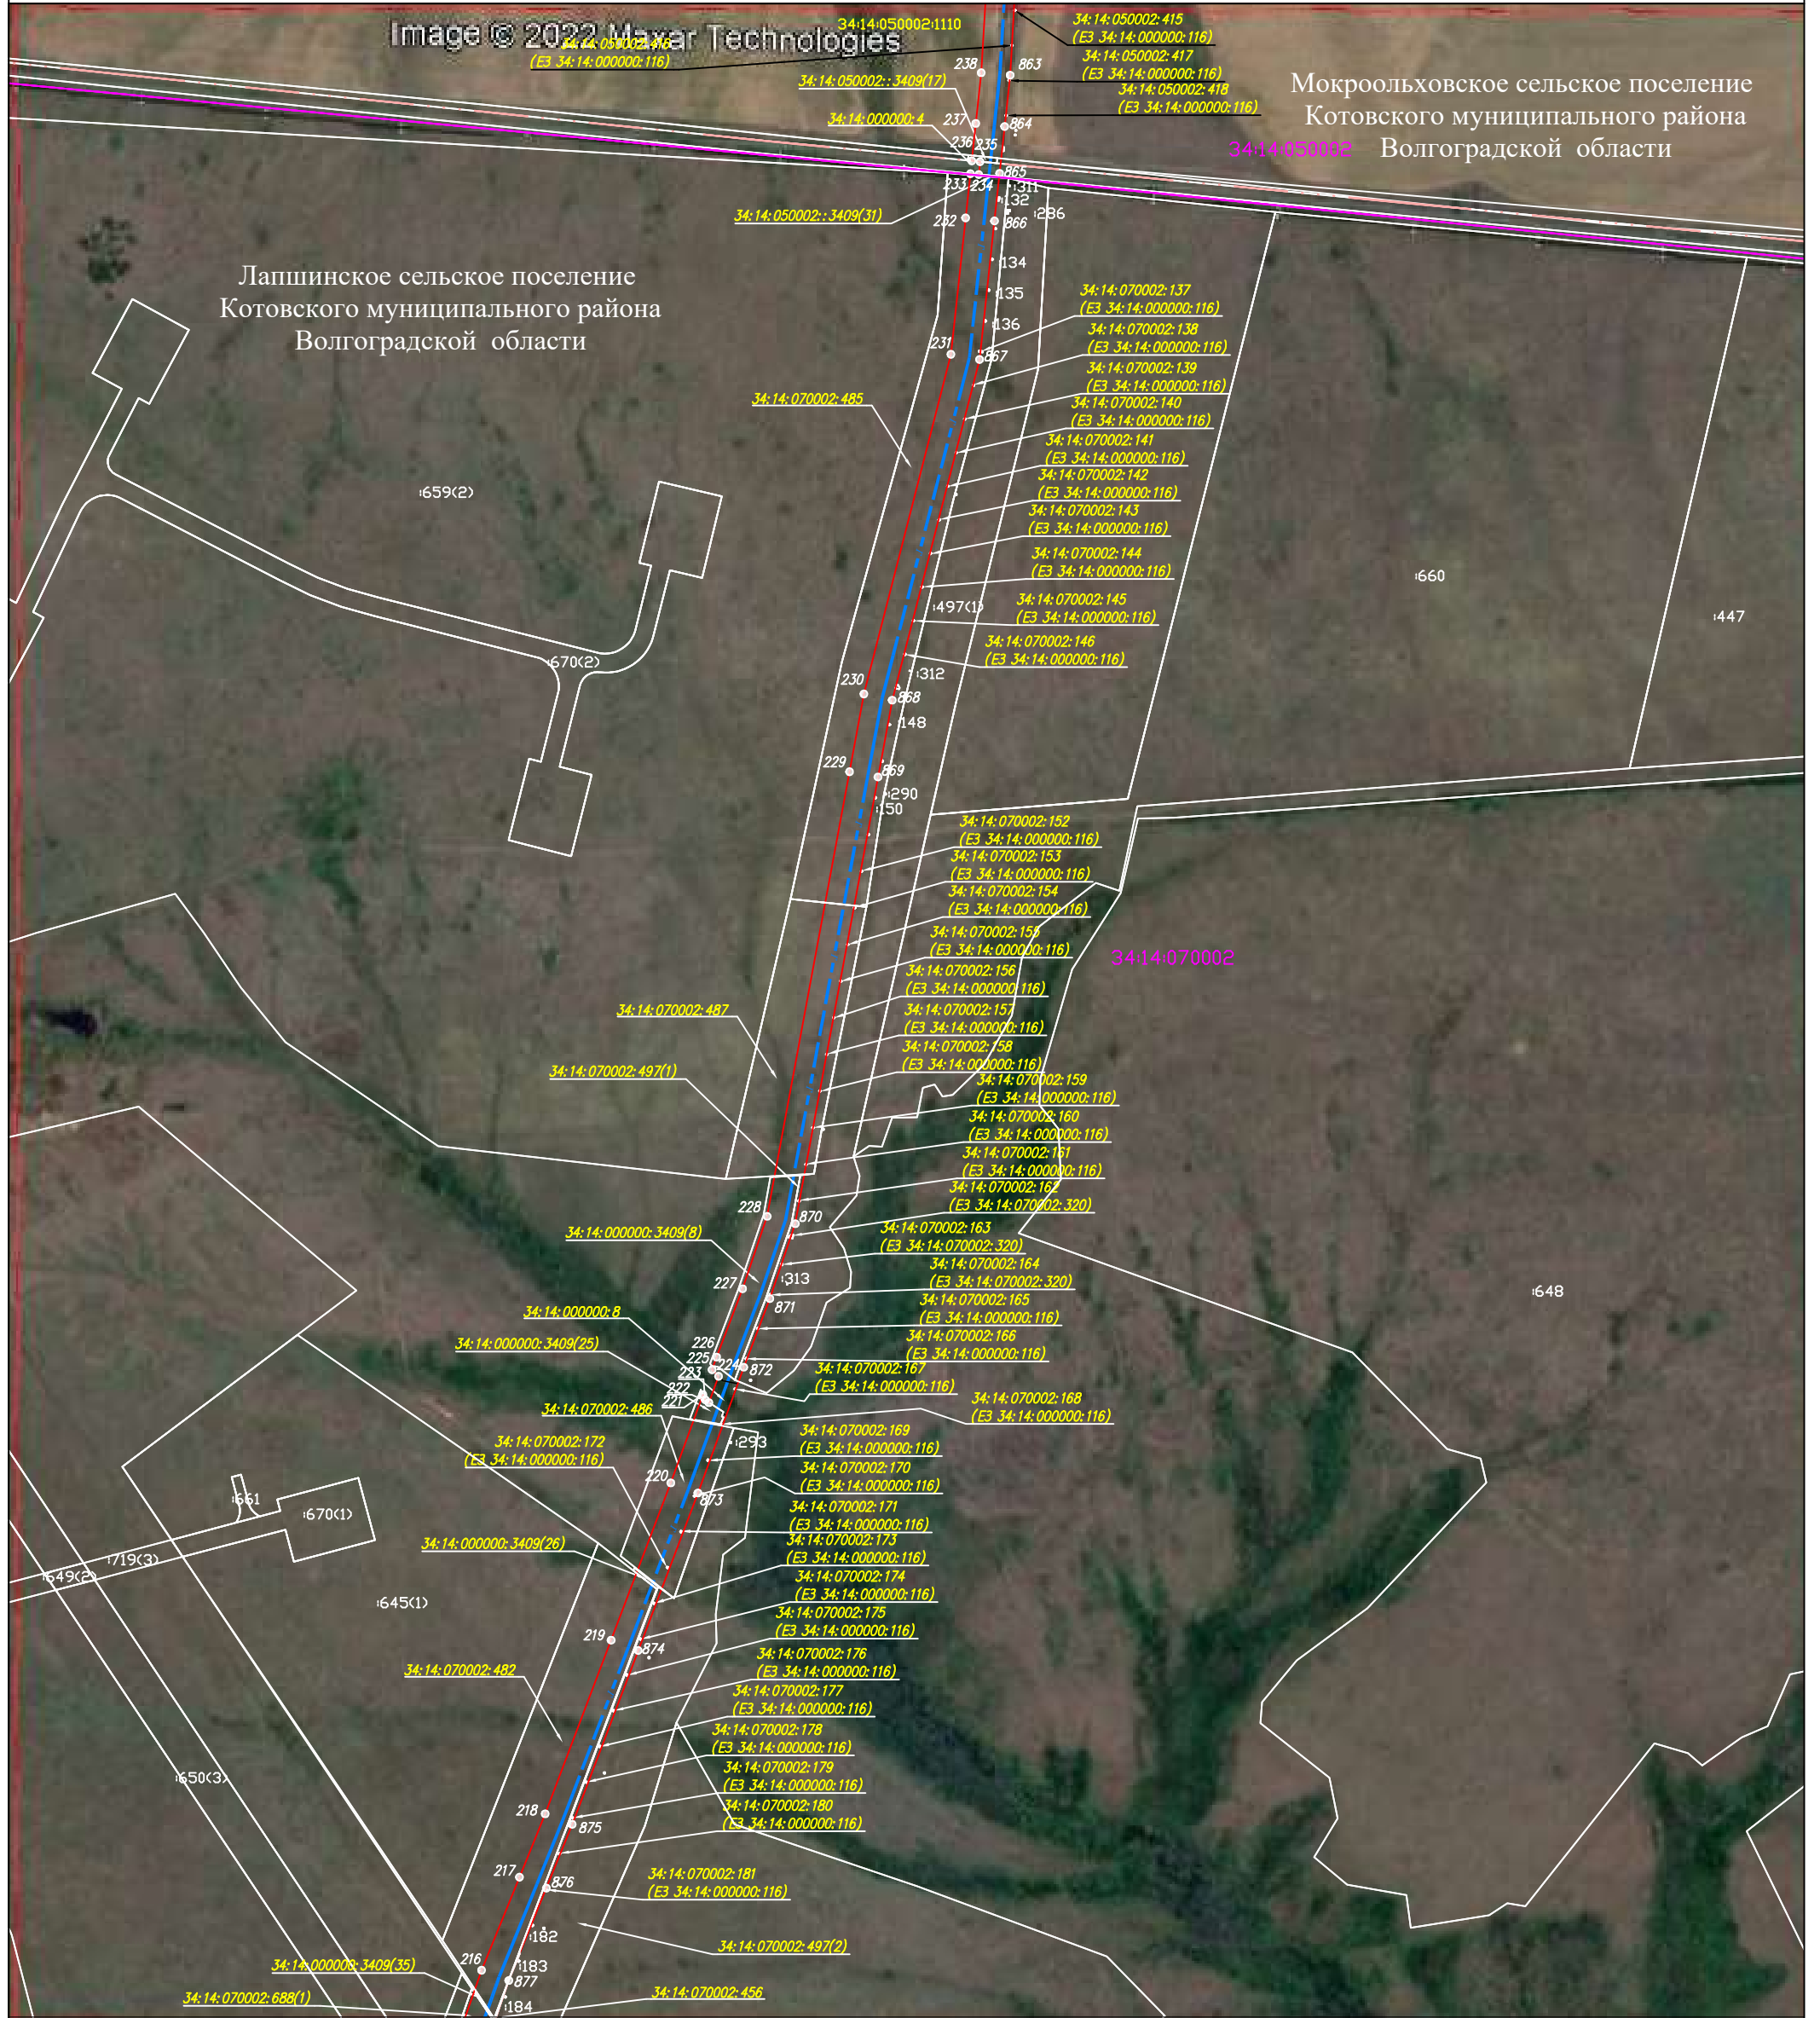 34:14:050002:1110
34:14:050002:415
(ЕЗ 34:14:000000:116)
Image © 2022 Maxar Technologies
34:14:050002:416
(ЕЗ 34:14:000000:116)
34:14:050002:417
(ЕЗ 34:14:000000:116)
238
863
34:14:050002::3409(17)
34:14:050002:418
(ЕЗ 34:14:000000:116)
Мокроольховское сельское поселение
Котовского муниципального района
Волгоградской области
34:14:050002
34:14:000000:4
237
864
236
235
865
233
234
:311
:132
:286
34:14:050002::3409(31)
232
866
:134
Лапшинское сельское поселение
Котовского муниципального района
Волгоградской области
:135
:136
34:14:070002:137
(ЕЗ 34:14:000000:116)
34:14:070002:138
(ЕЗ 34:14:000000:116)
231
867
34:14:070002:139
(ЕЗ 34:14:000000:116)
34:14:070002:485
34:14:070002:140
(ЕЗ 34:14:000000:116)
34:14:070002:141
(ЕЗ 34:14:000000:116)
34:14:070002:142
(ЕЗ 34:14:000000:116)
:659(2)
34:14:070002:143
(ЕЗ 34:14:000000:116)
34:14:070002:144
(ЕЗ 34:14:000000:116)
:660
:497(1)
34:14:070002:145
(ЕЗ 34:14:000000:116)
:447
34:14:070002:146
(ЕЗ 34:14:000000:116)
:670(2)
:312
230
868
:148
229
869
:290
:150
34:14:070002:152
(ЕЗ 34:14:000000:116)
34:14:070002:153
(ЕЗ 34:14:000000:116)
34:14:070002:154
(ЕЗ 34:14:000000:116)
34:14:070002:155
(ЕЗ 34:14:000000:116)
34:14:070002
34:14:070002:156
(ЕЗ 34:14:000000:116)
34:14:070002:487
34:14:070002:157
(ЕЗ 34:14:000000:116)
34:14:070002:158
(ЕЗ 34:14:000000:116)
34:14:070002:497(1)
34:14:070002:159
(ЕЗ 34:14:000000:116)
34:14:070002:160
(ЕЗ 34:14:000000:116)
34:14:070002:161
(ЕЗ 34:14:000000:116)
34:14:070002:162
(ЕЗ 34:14:070002:320)
228
870
34:14:000000:3409(8)
34:14:070002:163
(ЕЗ 34:14:070002:320)
34:14:070002:164
(ЕЗ 34:14:070002:320)
:313
227
871
:648
34:14:000000:8
34:14:070002:165
(ЕЗ 34:14:000000:116)
34:14:000000:3409(25)
34:14:070002:166
(ЕЗ 34:14:000000:116)
226
225
224
872
223
34:14:070002:167
(ЕЗ 34:14:000000:116)
222
221
34:14:070002:168
(ЕЗ 34:14:000000:116)
34:14:070002:486
34:14:070002:169
(ЕЗ 34:14:000000:116)
34:14:070002:172
(ЕЗ 34:14:000000:116)
:293
34:14:070002:170
(ЕЗ 34:14:000000:116)
220
873
:661
:670(1)
34:14:070002:171
(ЕЗ 34:14:000000:116)
34:14:000000:3409(26)
34:14:070002:173
(ЕЗ 34:14:000000:116)
:719(3)
:649(2)
34:14:070002:174
(ЕЗ 34:14:000000:116)
:645(1)
34:14:070002:175
(ЕЗ 34:14:000000:116)
219
874
34:14:070002:176
(ЕЗ 34:14:000000:116)
34:14:070002:482
34:14:070002:177
(ЕЗ 34:14:000000:116)
34:14:070002:178
(ЕЗ 34:14:000000:116)
:650(3)
34:14:070002:179
(ЕЗ 34:14:000000:116)
218
34:14:070002:180
(ЕЗ 34:14:000000:116)
875
217
876
34:14:070002:181
(ЕЗ 34:14:000000:116)
:182
34:14:070002:497(2)
34:14:000000:3409(35)
216
:183
877
34:14:070002:688(1)
:184
34:14:070002:456